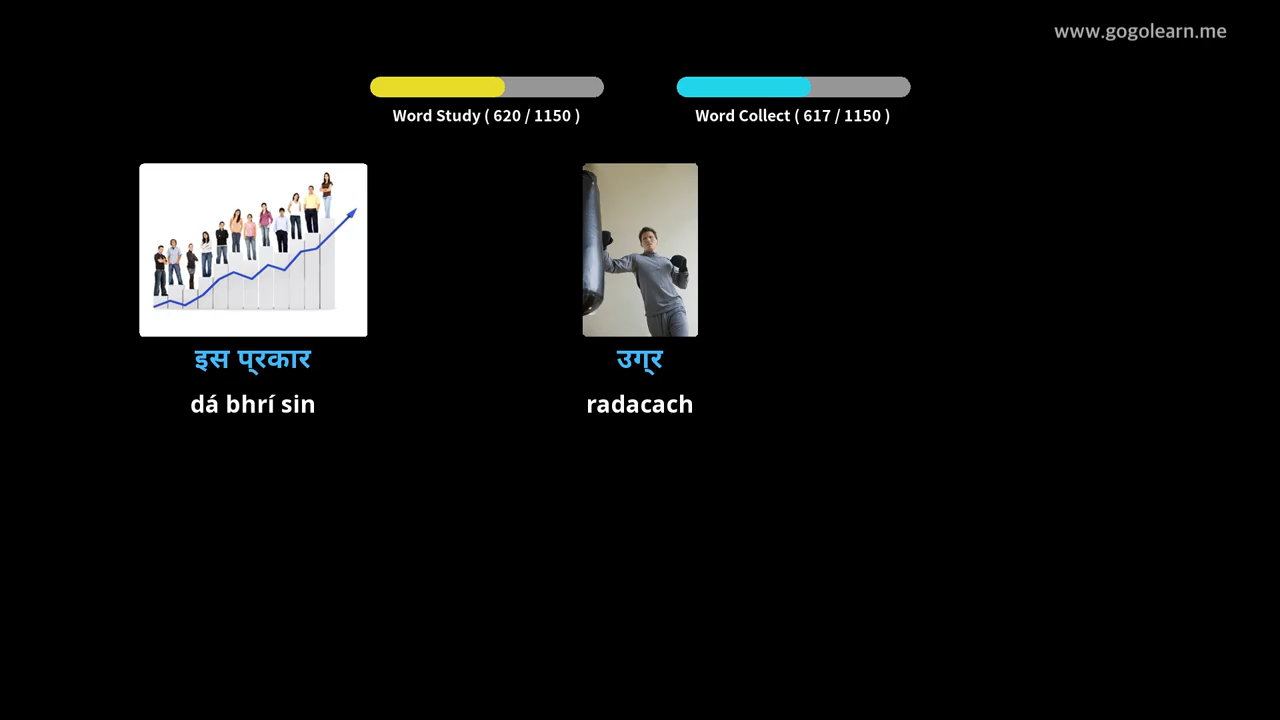 www.gogolearn.me
Word Study ( 620 / 1150 )
Word Collect ( 617 / 1150 )
इस प्रकार
उग्र
dá bhrí sin
radacach